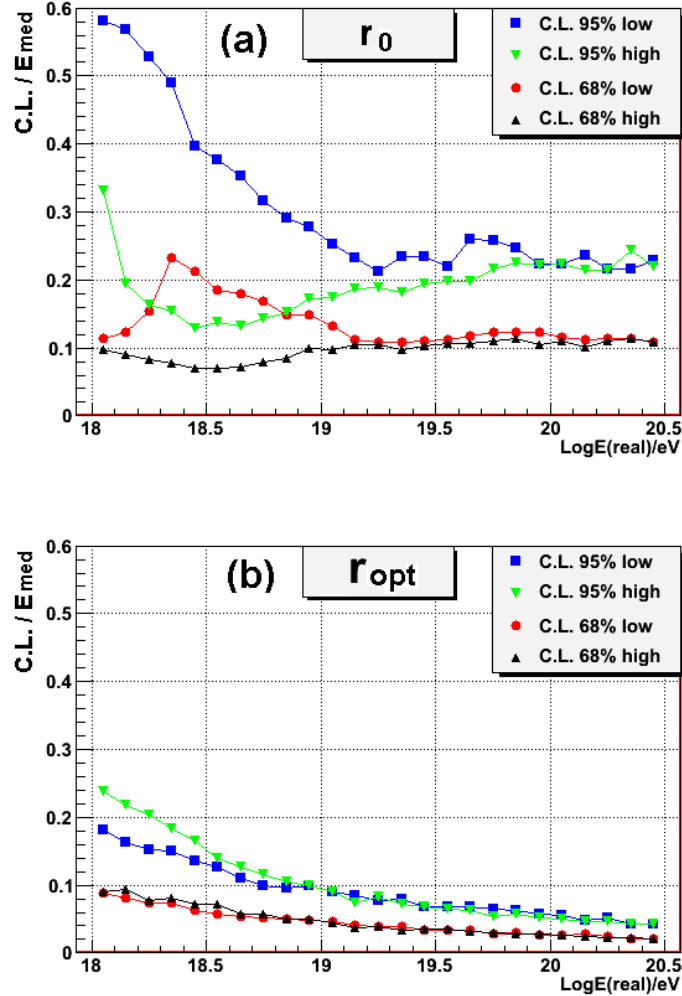 0.6
0.5
0.4
0.3
0.2
0.1
0
C.L. / Emed
(a)
r0
C.L. 95% low
C.L. 95% high
C.L. 68% low
C.L. 68% high
18
18.5
19
19.5
20
20.5
LogE(real)/eV
0.6
0.5
0.4
0.3
0.2
0.1
0
C.L. / Emed
(b)
ropt
C.L. 95% low
C.L. 95% high
C.L. 68% low
C.L. 68% high
18
18.5
19
19.5
20
20.5
LogE(real)/eV